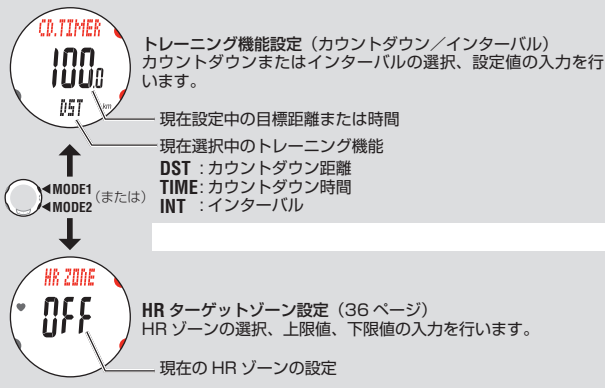 CD.TIMER
100.0
DST km
トレーニング機能設定（カウントダウン／インターバル）
カウントダウンまたはインターバルの選択、設定値の入力を行
います。
現在設定中の目標距離または時間
現在選択中のトレーニング機能
DST ：カウントダウン距離
TIME：カウントダウン時間
INT ：インターバル
◀MODE1
◀MODE2
（または）
HR ZONE
OFF
HR ターゲットゾーン設定（36 ページ）
HR ゾーンの選択、上限値、下限値の入力を行います。
現在の HR ゾーンの設定